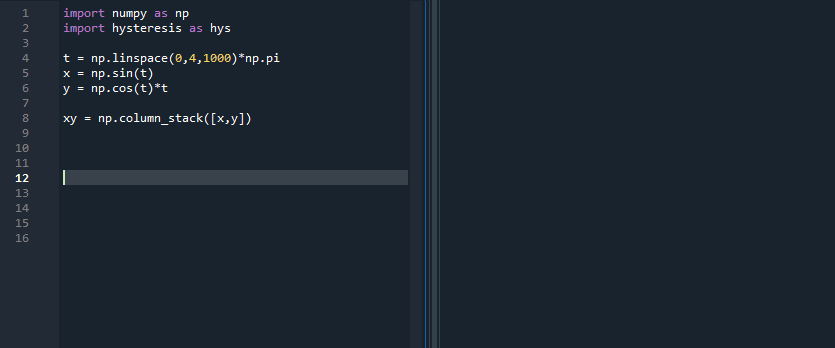 1 import numpy as np
2 import hysteresis as hys
3
4 t = np.linspace(0,4,1000)*np.pi
5 x = np.sin(t)
6 y = np.cos(t)*t
7
8 xy = np.column_stack([x,y])
9
10
11
12
13
14
15
16